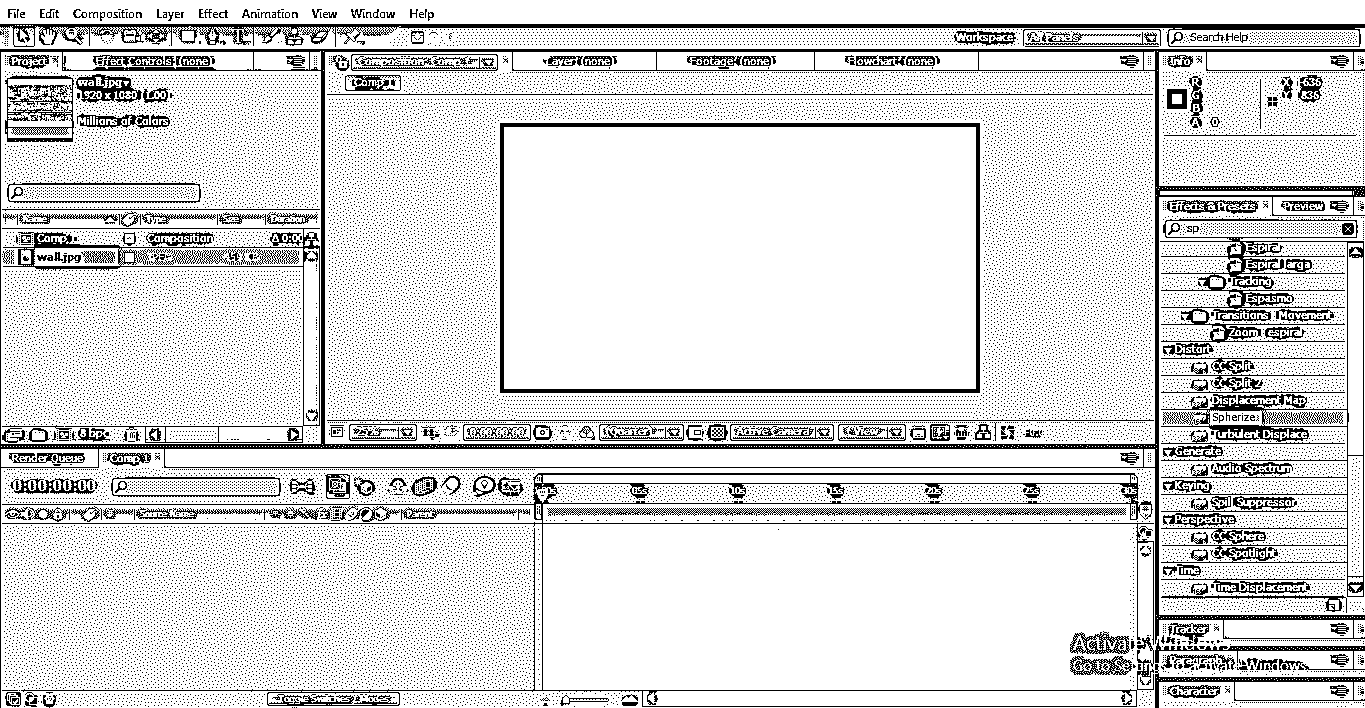 File Edit Composition Layer Effect Animation View Window Help
Workspace: All Panels Search Help
Project Effect Controls: (none)
Composition: Comp 1 Layer: (none) Footage: (none) Flowchart: (none)
Info
wall.jpg
1920 x 1080 (1.00)
Millions of Colors
Comp 1
R
G
B
A 0
X : -636
Y : 836
Effects & Presets Preview
sp
Name Type Size Duration
Comp 1 Composition Δ 0:00
wall.jpg
Espiral
Espiral larga
Tracking
Espasmo
Transitions - Movement
Zoom - espiral
Distort
CC Split
CC Split 2
Displacement Map
Spherize
Turbulent Displace
Generate
Audio Spectrum
Keying
Spill Suppressor
Perspective
CC Sphere
CC Spotlight
Time
Time Displacement
8 bpc
0:00:00:00 Active Camera 1 View
Render Queue Comp 1
0:00:00:00
05s 10s 15s 20s 25s 30s
Source Name Parent
Toggle Switches / Modes
Tracker
Paragraph
Character
Activate Windows
Go to Settings to activate Windows.